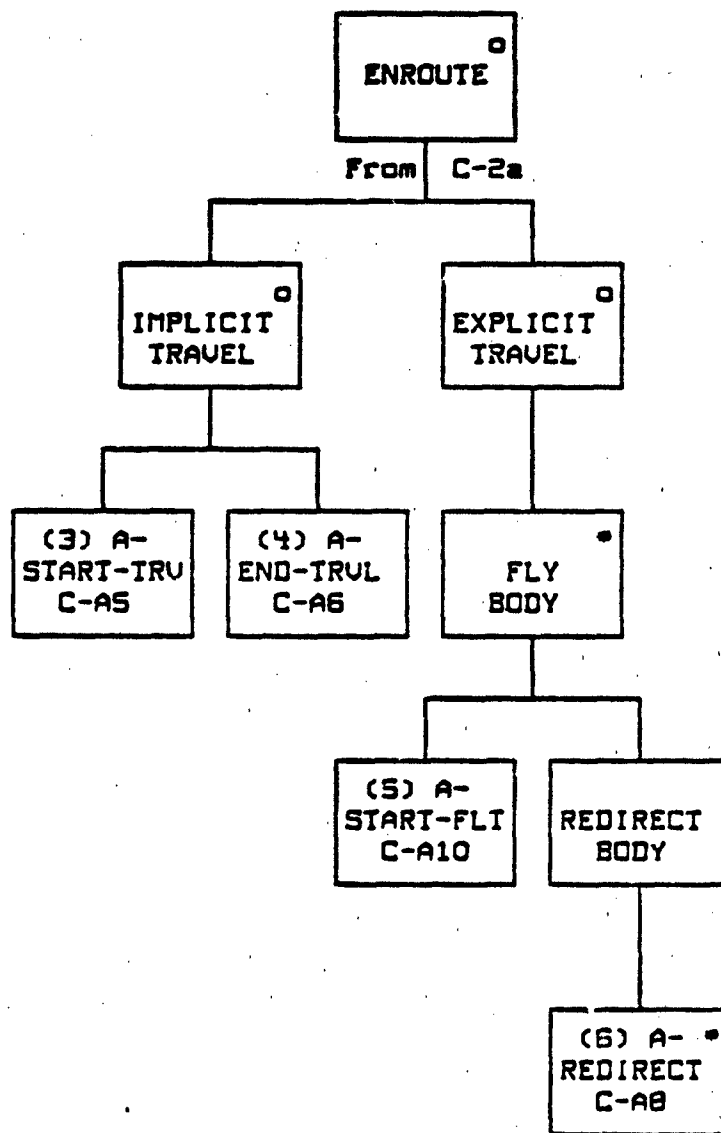 o
ENROUTE
From C-2a
o
IMPLICIT
TRAVEL
o
EXPLICIT
TRAVEL
(3) A-
START-TRV
C-A5
(4) A-
END-TRVL
C-A6
*
FLY
BODY
(5) A-
START-FLT
C-A10
REDIRECT
BODY
(6) A- *
REDIRECT
C-A8